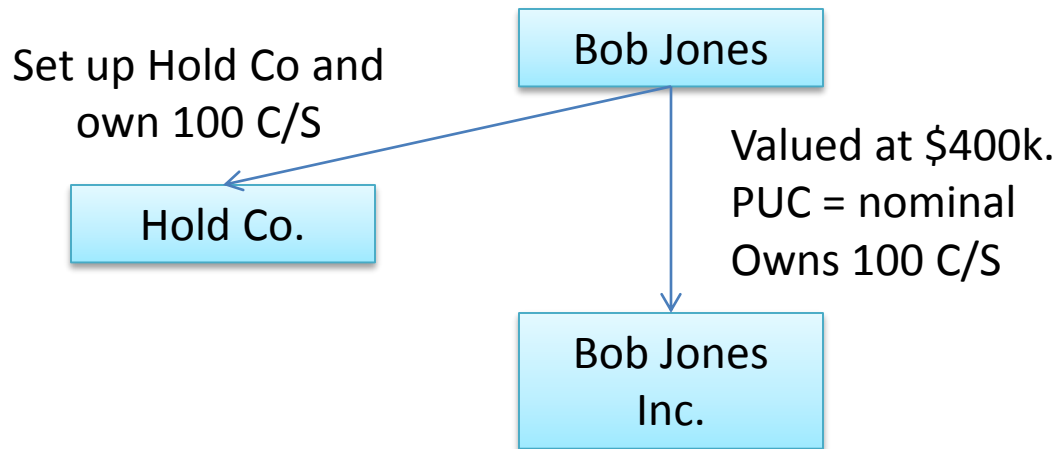 Set up Hold Co and
own 100 C/S
Bob Jones
Hold Co.
Valued at $400k.
PUC = nominal
Owns 100 C/S
Bob Jones
Inc.